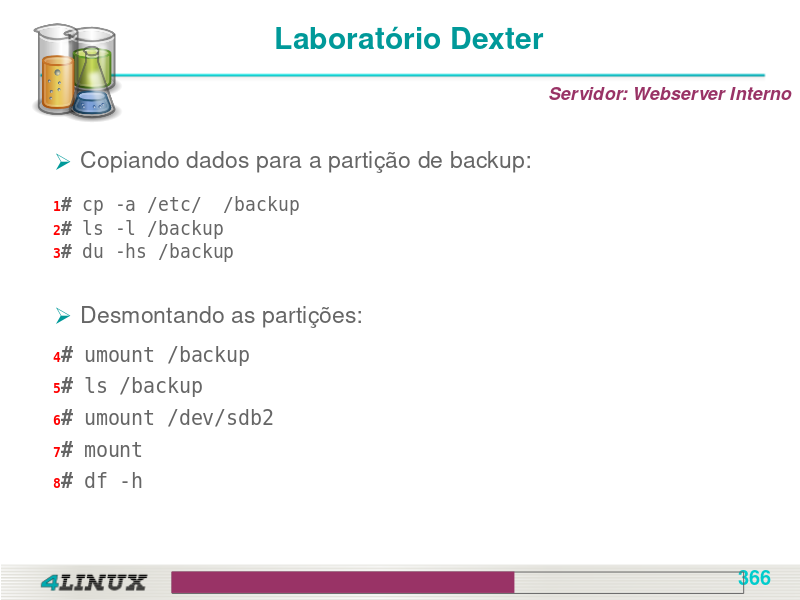 Laboratório Dexter
Servidor: Webserver Interno
Copiando dados para a partição de backup:
1# cp -a /etc/  /backup
2# ls -l /backup
3# du -hs /backup
Desmontando as partições:
4# umount /backup
5# ls /backup
6# umount /dev/sdb2
7# mount
8# df -h
4LINUX
366